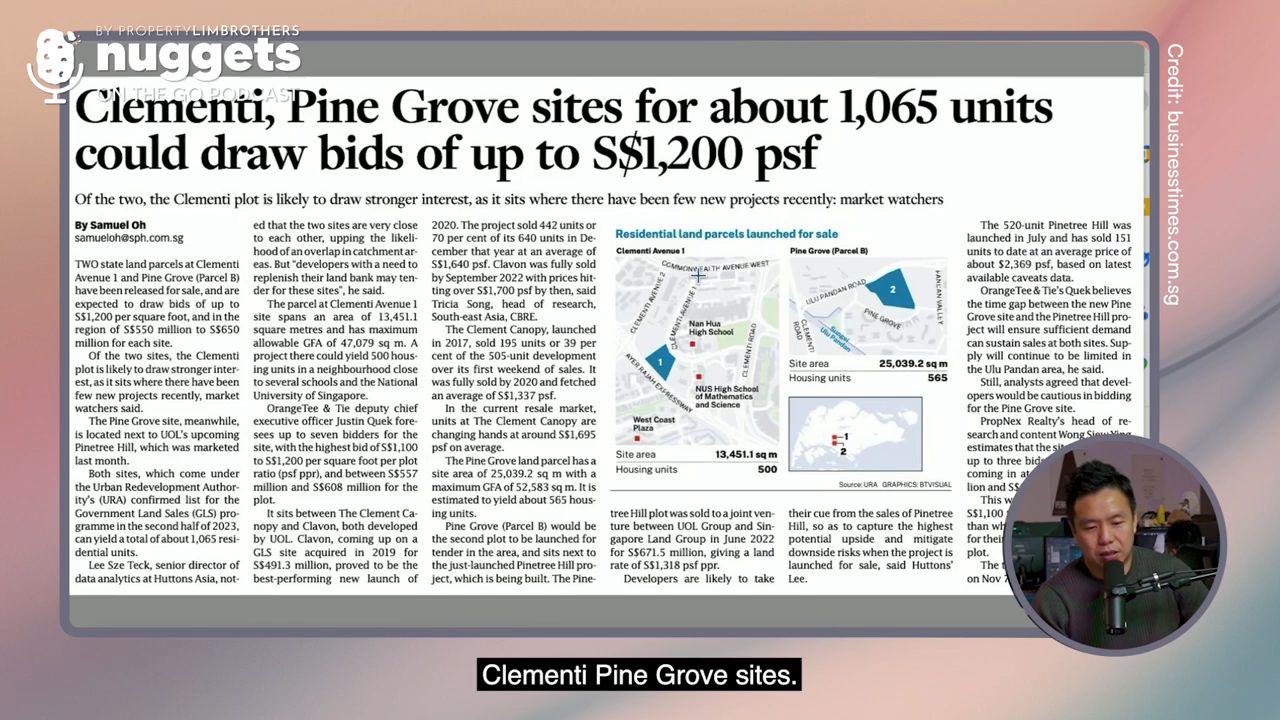 BY PROPERTYLIMBROTHERS
nuggets
ON THE GO PODCAST
Credit: businesstimes.com.sg
Clementi, Pine Grove sites for about 1,065 units
could draw bids of up to S$1,200 psf
Of the two, the Clementi plot is likely to draw stronger interest, as it sits where there have been few new projects recently: market watchers
By Samuel Oh
samueloh@sph.com.sg
TWO state land parcels at Clementi
Avenue 1 and Pine Grove (Parcel B)
have been released for sale, and are
expected to draw bids of up to
S$1,200 per square foot, and in the
region of S$550 million to S$650
million for each site.
Of the two sites, the Clementi
plot is likely to draw stronger inter-
est, as it sits where there have been
few new projects recently, market
watchers said.
The Pine Grove site, meanwhile,
is located next to UOL's upcoming
Pinetree Hill, which was marketed
last month.
Both sites, which come under
the Urban Redevelopment Author-
ity's (URA) confirmed list for the
Government Land Sales (GLS) pro-
gramme in the second half of 2023,
can yield a total of about 1,065 resi-
dential units.
Lee Sze Teck, senior director of
data analytics at Huttons Asia, not-
ed that the two sites are very close
to each other, upping the likeli-
hood of an overlap in catchment ar-
eas. But "developers with a need to
replenish their land bank may ten-
der for these sites", he said.
The parcel at Clementi Avenue 1
site spans an area of 13,451.1
square metres and has maximum
allowable GFA of 47,079 sq m. A
project there could yield 500 hous-
ing units in a neighbourhood close
to several schools and the National
University of Singapore.
OrangeTee & Tie deputy chief
executive officer Justin Quek fore-
sees up to seven bidders for the
site, with the highest bid of S$1,100
to S$1,200 per square foot per plot
ratio (psf ppr), and between S$557
million and S$608 million for the
plot.
It sits between The Clement Ca-
nopy and Clavon, both developed
by UOL. Clavon, coming up on a
GLS site acquired in 2019 for
S$491.3 million, proved to be the
best-performing new launch of
2020. The project sold 442 units or
70 per cent of its 640 units in De-
cember that year at an average of
S$1,640 psf. Clavon was fully sold
by September 2022 with prices hit-
ting over S$1,700 psf by then, said
Tricia Song, head of research,
South-east Asia, CBRE.
The Clement Canopy, launched
in 2017, sold 195 units or 39 per
cent of the 505-unit development
over its first weekend of sales. It
was fully sold by 2020 and fetched
an average of S$1,337 psf.
In the current resale market,
units at The Clement Canopy are
changing hands at around S$1,695
psf on average.
The Pine Grove land parcel has a
site area of 25,039.2 sq m with a
maximum GFA of 52,583 sq m. It is
estimated to yield about 565 hous-
ing units.
Pine Grove (Parcel B) would be
the second plot to be launched for
tender in the area, and sits next to
the just-launched Pinetree Hill pro-
ject, which is being built. The Pine-
Residential land parcels launched for sale
Clementi Avenue 1
COMMONWEALTH AVENUE WEST
CLEMENTI AVENUE 2
CLEMENTI AVENUE
Nan Hua
High School
CLEMENTI ROAD
1
AYER RAJAH EXPRESSWAY
NUS High School
of Mathematics
and Science
West Coast
Plaza
Site area 13,451.1 sq m
Housing units 500
Pine Grove (Parcel B)
2
ULU PANDAN ROAD
PINE GROVE
CLEMENTI
ROAD
Sungei
Ulu Pandan
Site area 25,039.2 sq m
Housing units 565
1
2
Source: URA GRAPHICS: BTVISUAL
tree Hill plot was sold to a joint ven-
ture between UOL Group and Sin-
gapore Land Group in June 2022
for S$671.5 million, giving a land
rate of S$1,318 psf ppr.
Developers are likely to take
their cue from the sales of Pinetree
Hill, so as to capture the highest
potential upside and mitigate
downside risks when the project is
launched for sale, said Huttons'
Lee.
The 520-unit Pinetree Hill was
launched in July and has sold 151
units to date at an average price of
about S$2,369 psf, based on latest
available caveats data.
OrangeTee & Tie's Quek believes
the time gap between the new Pine
Grove site and the Pinetree Hill pro-
ject will ensure sufficient demand
can sustain sales at both sites. Sup-
ply will continue to be limited in
the Ulu Pandan area, he said.
Still, analysts agreed that devel-
opers would be cautious in bidding
for the Pine Grove site.
PropNex Realty's head of re-
search and content Wong Siew Ying
estimates that the
up to three
coming in
lion and
This
S$1,100
than
for their
plot.
The
on Nov 7
Clementi Pine Grove sites.